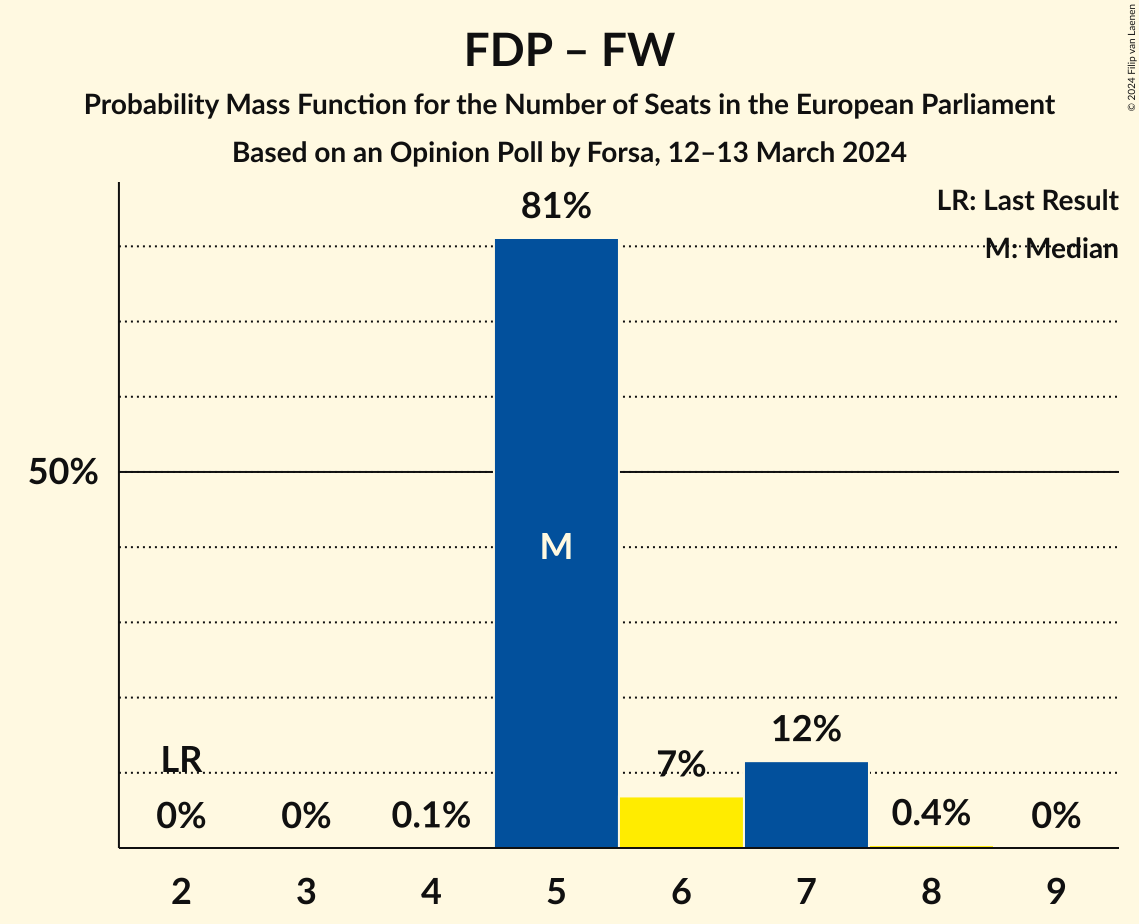 FDP – FW
Probability Mass Function for the Number of Seats in the European Parliament
Based on an Opinion Poll by Forsa, 12–13 March 2024
© 2024 Filip van Laenen
LR: Last Result
M: Median
81%
50%
M
12%
LR
7%
0%
0%
0.1%
0.4%
0%
2 3 4 5 6 7 8 9